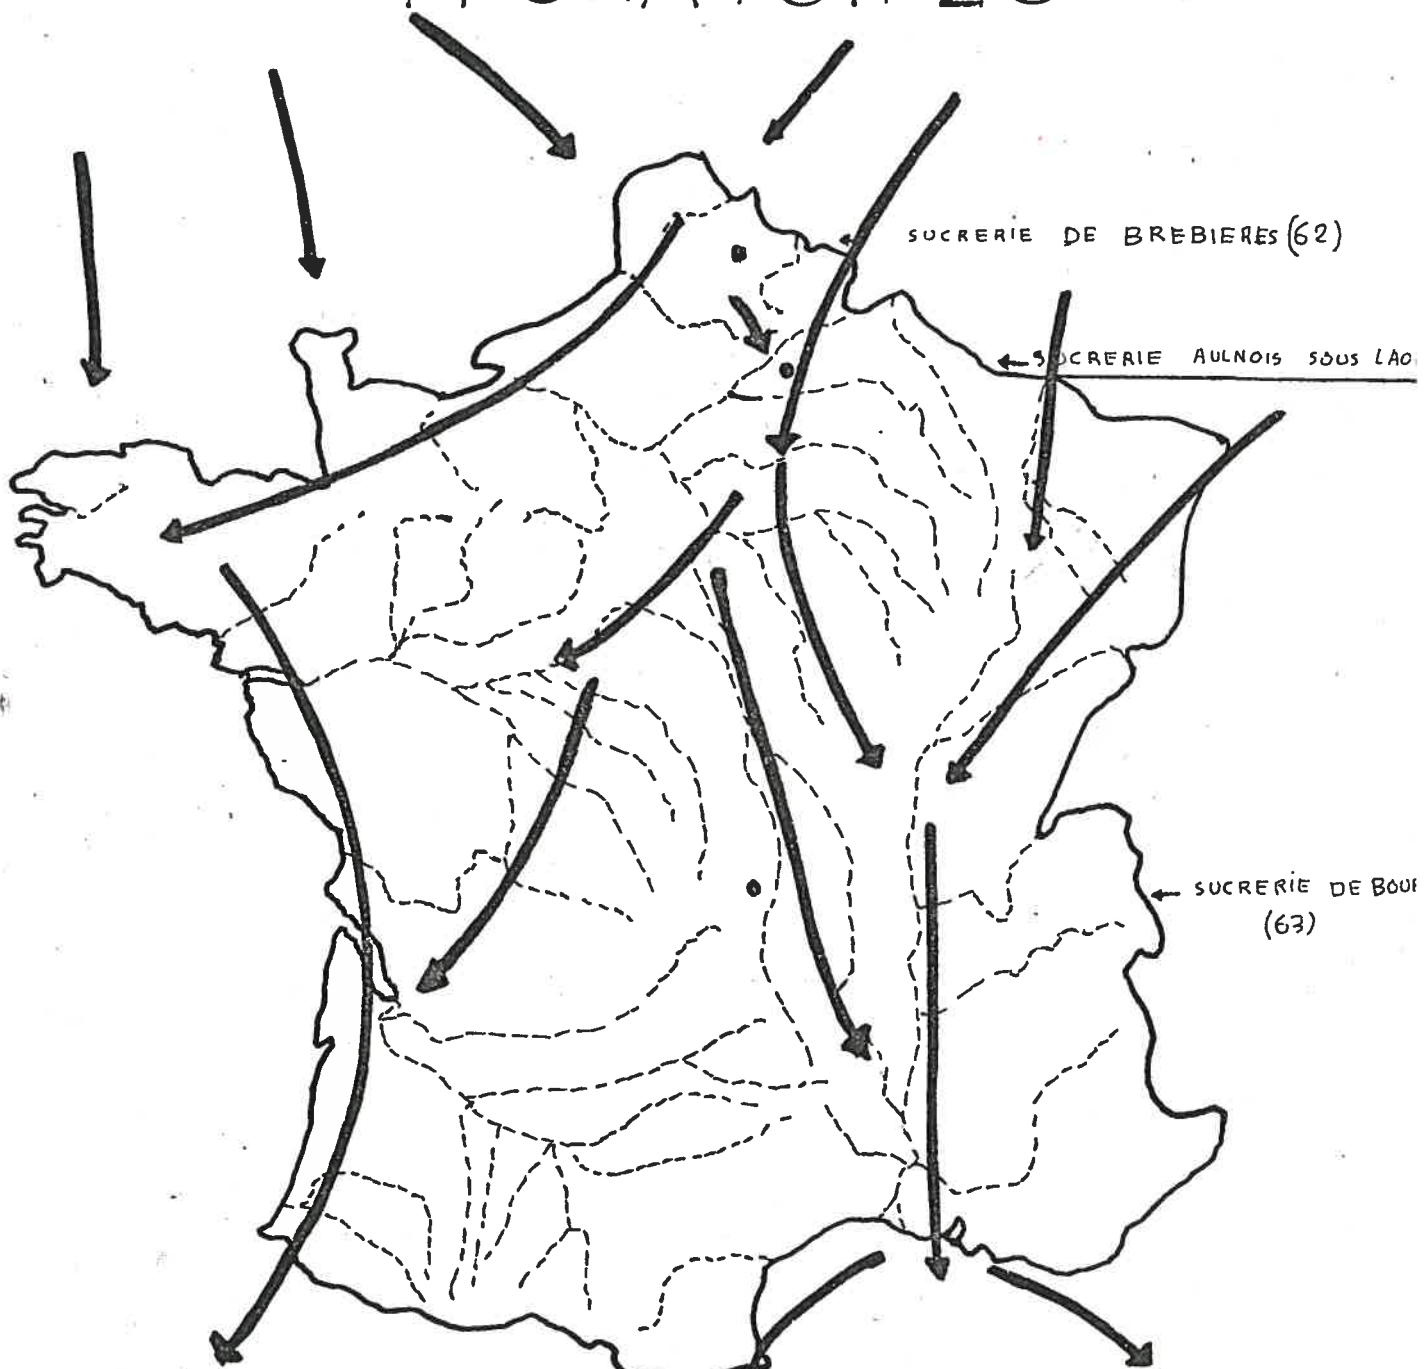 SUCRERIE DE BREBIERES (62)
SUCRERIE AULNOIS SOUS LAO
SUCRERIE DE BOU
(63)